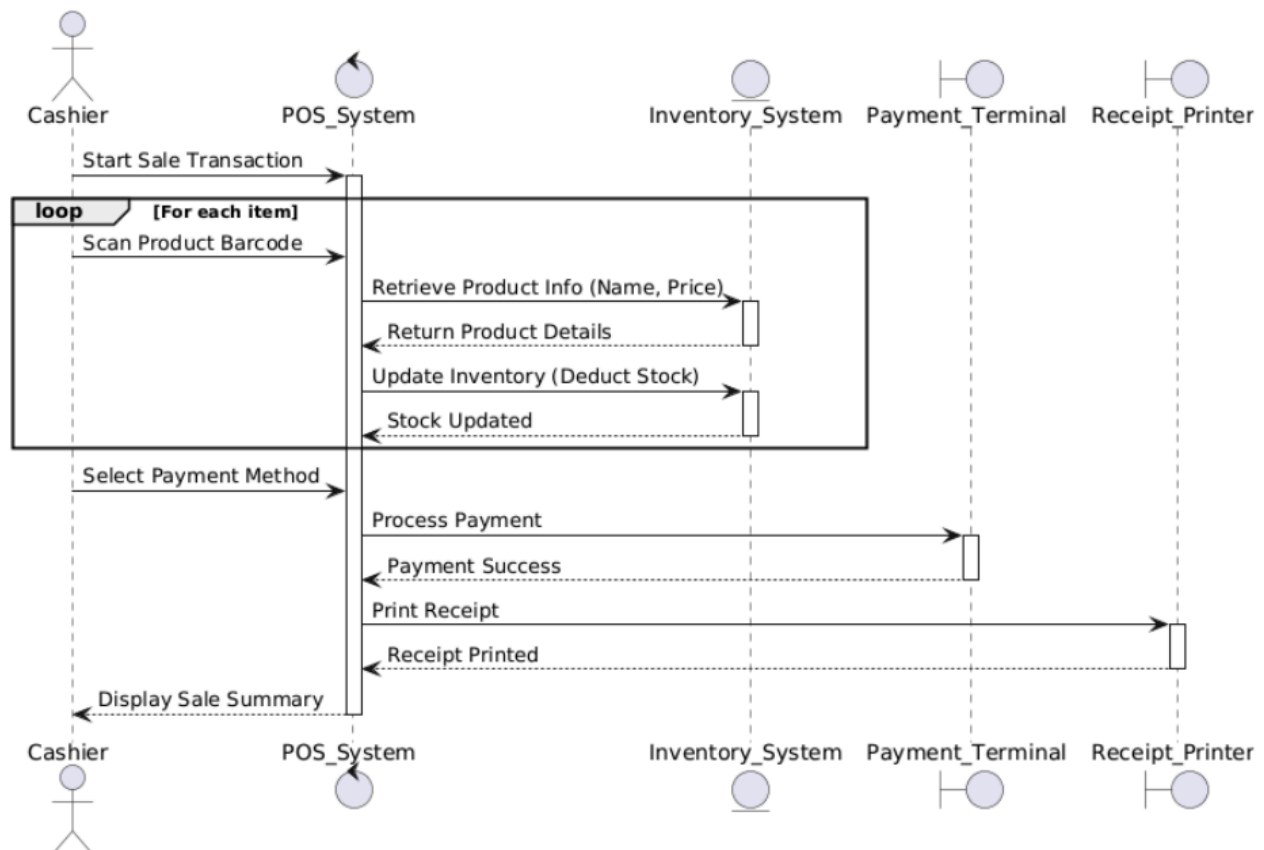 Cashier
POS_System
Inventory_System
Payment_Terminal
Receipt_Printer
Start Sale Transaction
loop
[For each item]
Scan Product Barcode
Retrieve Product Info (Name, Price)
Return Product Details
Update Inventory (Deduct Stock)
Stock Updated
Select Payment Method
Process Payment
Payment Success
Print Receipt
Receipt Printed
Display Sale Summary
Cashier
POS_System
Inventory_System
Payment_Terminal
Receipt_Printer